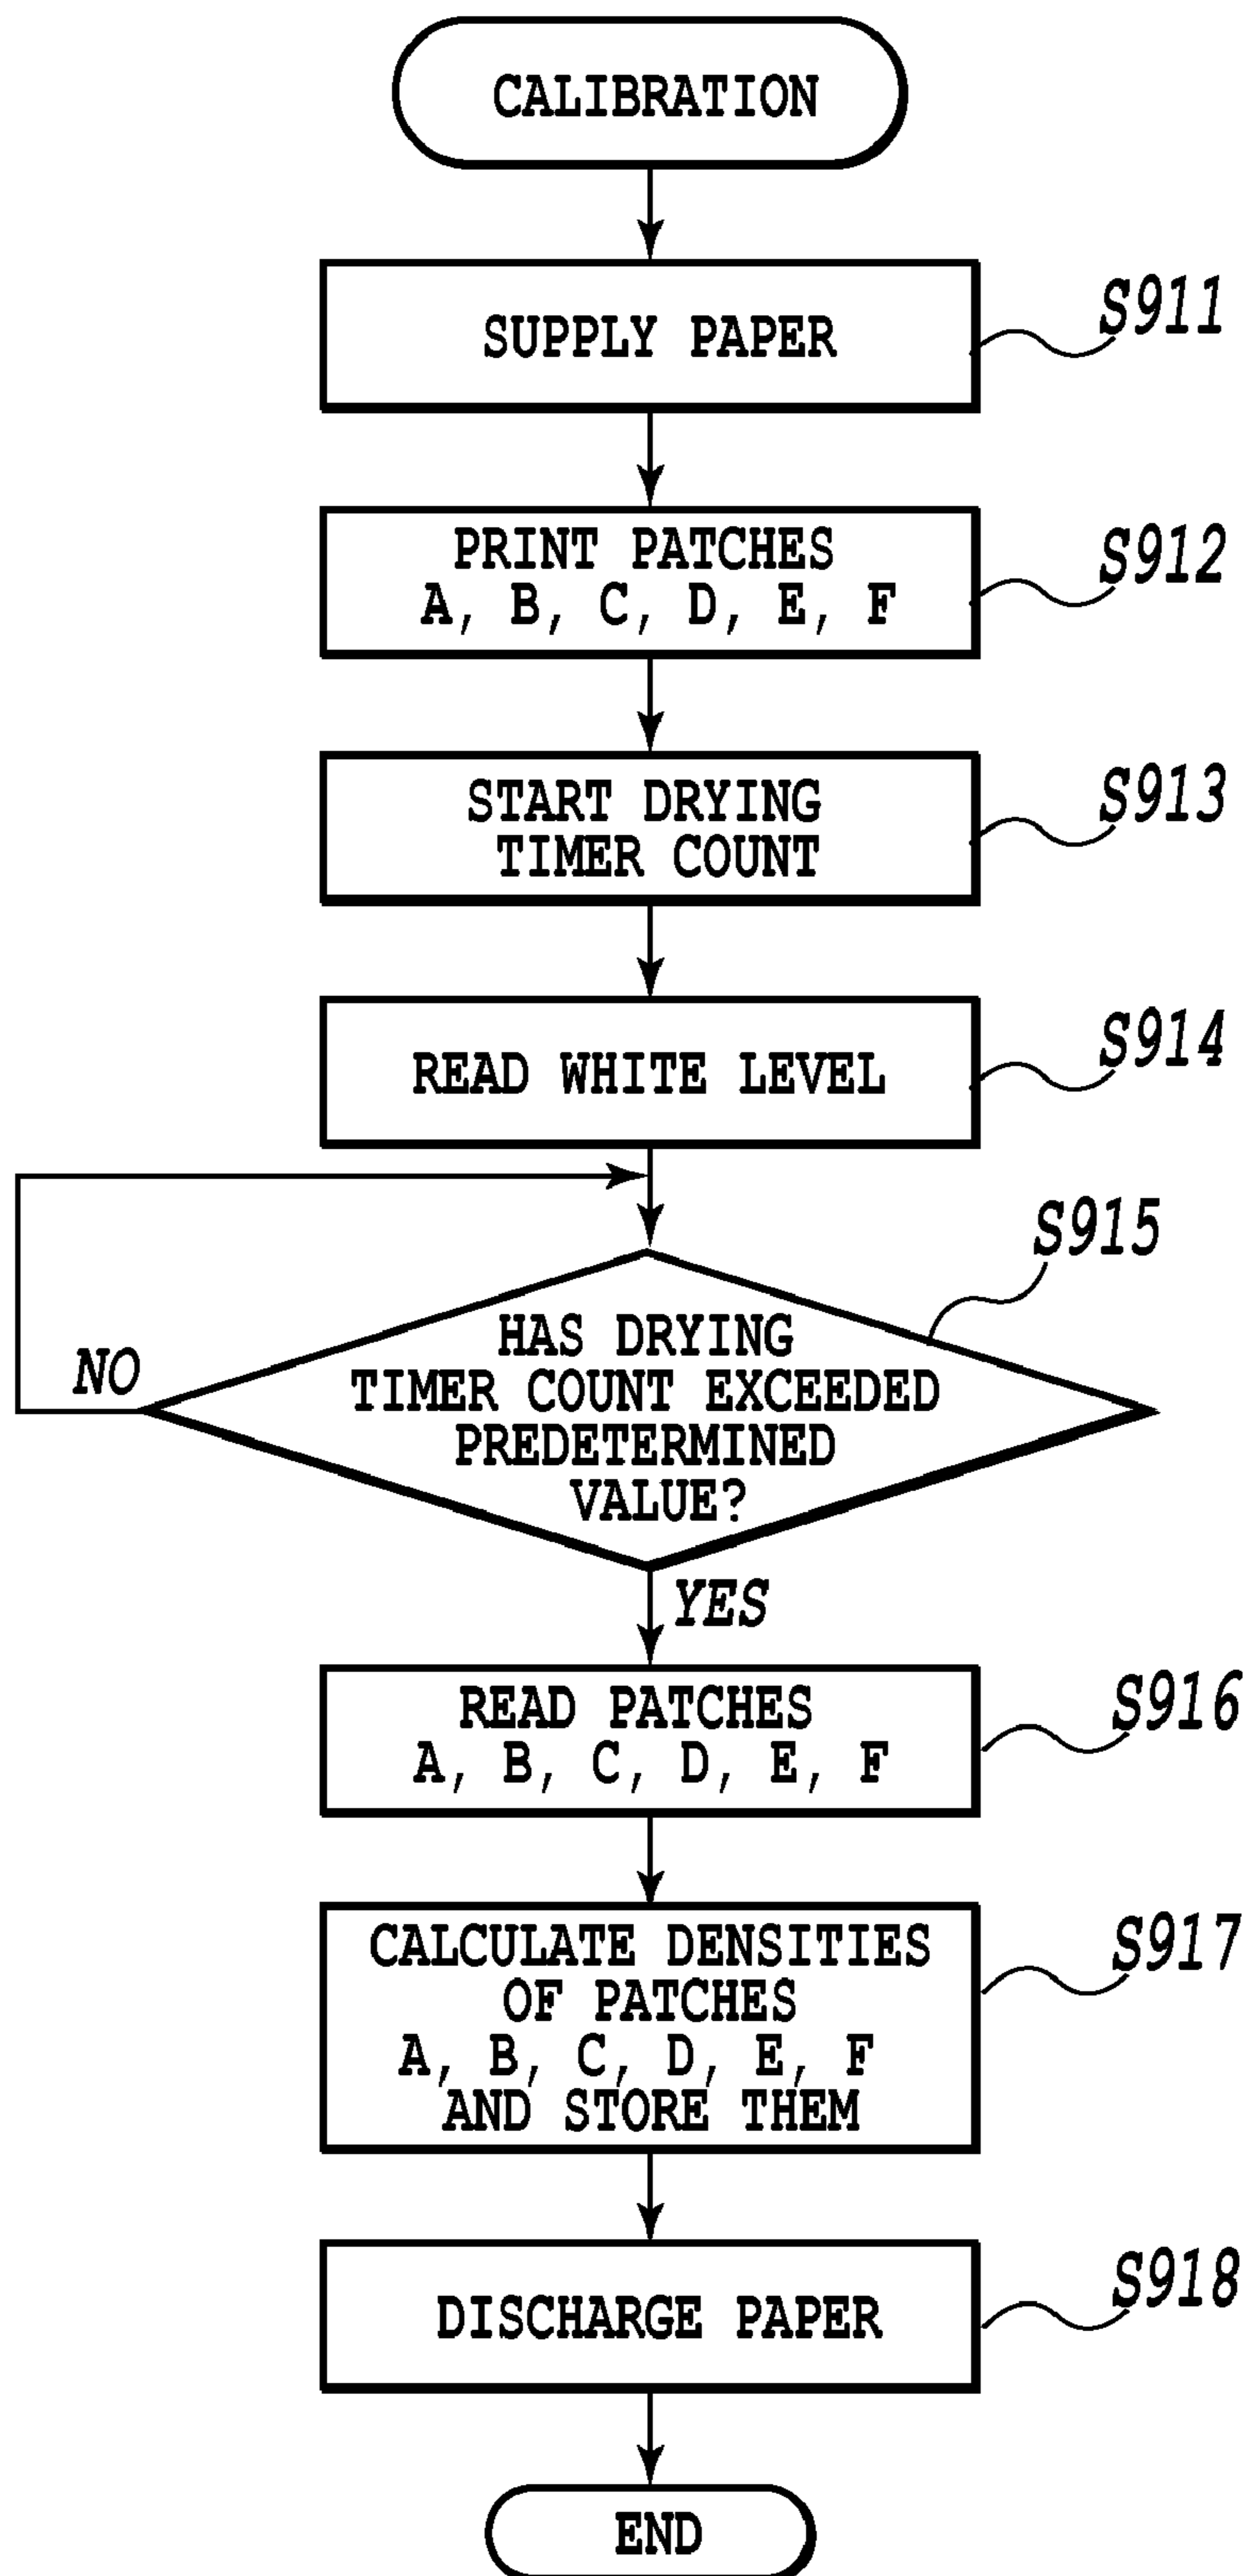 CALIBRATION
SUPPLY PAPER
S911
PRINT PATCHES
A, B, C, D, E, F
S912
START DRYING
TIMER COUNT
S913
READ WHITE LEVEL
S914
S915
HAS DRYING
TIMER COUNT EXCEEDED
PREDETERMINED
VALUE?
NO
YES
READ PATCHES
A, B, C, D, E, F
S916
CALCULATE DENSITIES
OF PATCHES
A, B, C, D, E, F
AND STORE THEM
S917
DISCHARGE PAPER
S918
END